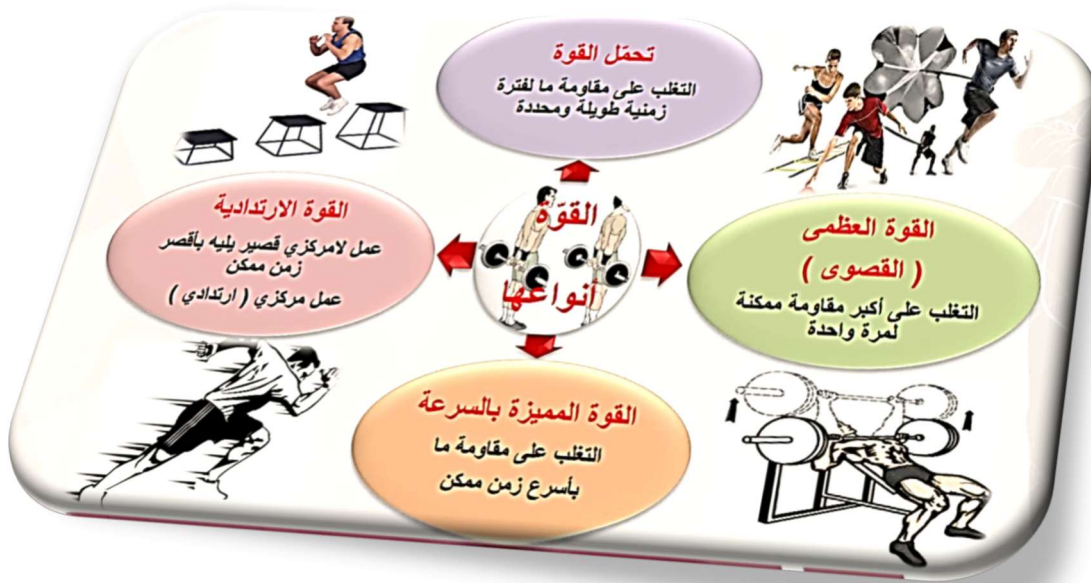 تحمّل القوة
التغلب على مقاومة ما لفترة
زمنية طويلة ومحددة
القوّة
أنواعها
القوة العظمى
( القصوى )
التغلب على أكبر مقاومة ممكنة
لمرة واحدة
القوة الارتدادية
عمل لامركزي قصير يليه بأقصر
زمن ممكن
عمل مركزي ( ارتدادي )
القوة المميزة بالسرعة
التغلب على مقاومة ما
بأسرع زمن ممكن